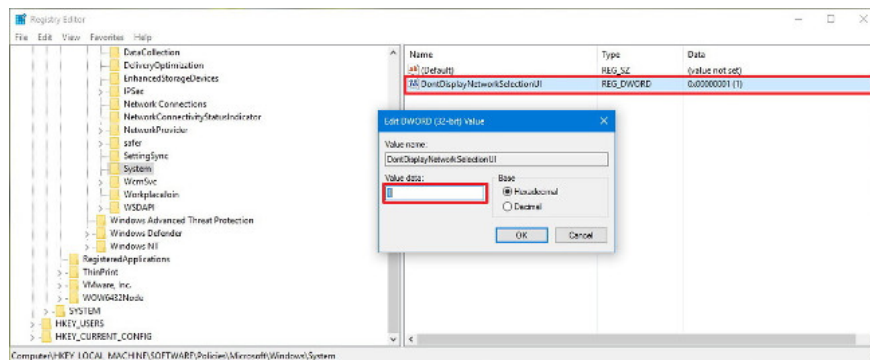 Registry Editor
File Edit View Favorites Help
DataCollection
DeliveryOptimization
EnhancedStorageDevices
IPSec
Network Connections
NetworkConnectivityStatusIndicator
NetworkProvider
safer
SettingSync
System
WcmSvc
WorkplaceJoin
WSDAPI
Windows Advanced Threat Protection
Windows Defender
Windows NT
RegisteredApplications
ThinPrint
VMware, Inc.
WOW6432Node
SYSTEM
HKEY_USERS
HKEY_CURRENT_CONFIG
Name Type Data
ab (Default) REG_SZ (value not set)
DontDisplayNetworkSelectionUI REG_DWORD 0x00000001 (1)
Edit DWORD (32-bit) Value
Value name:
DontDisplayNetworkSelectionUI
Value data: Base
Hexadecimal
Decimal
OK Cancel
Computer\HKEY_LOCAL_MACHINE\SOFTWARE\Policies\Microsoft\Windows\System